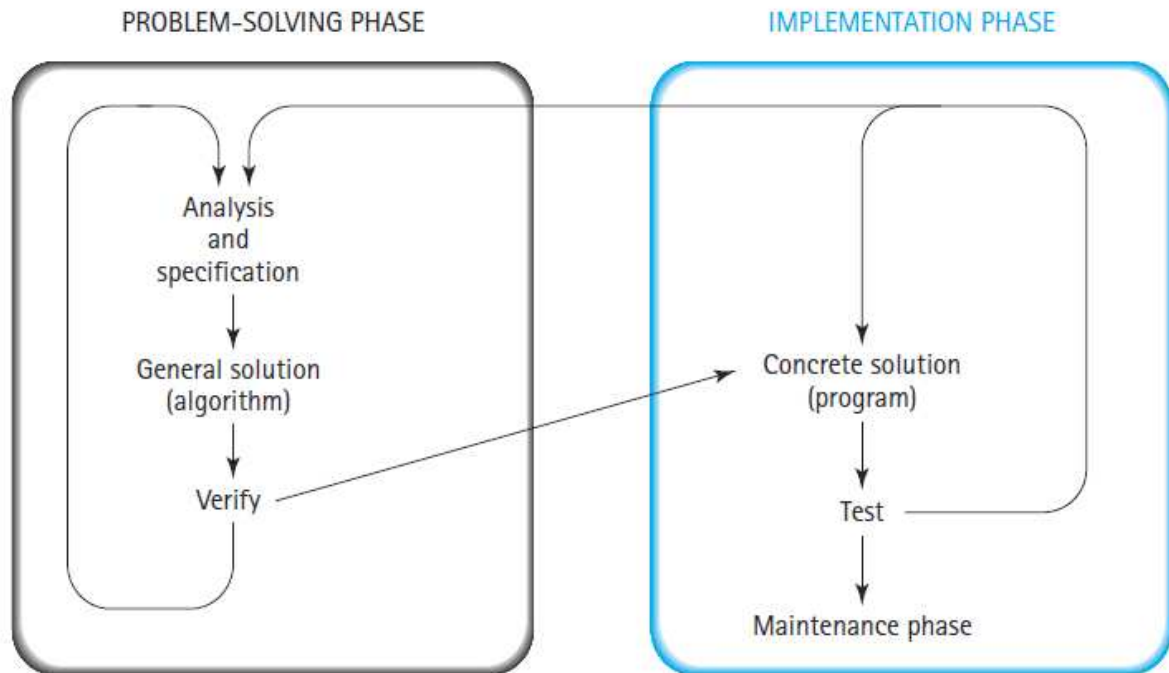 PROBLEM-SOLVING PHASE
Analysis
and
specification
General solution
(algorithm)
Verify
IMPLEMENTATION PHASE
Concrete solution
(program)
Test
Maintenance phase